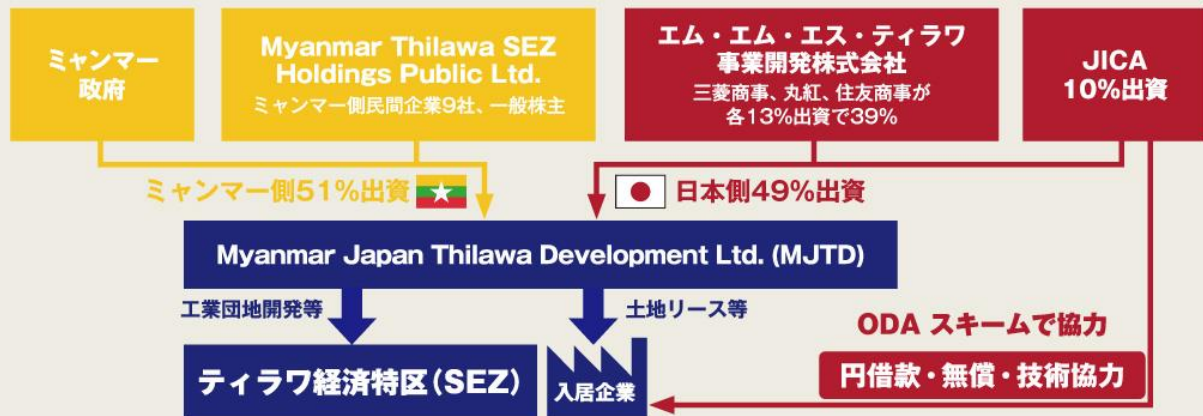 ミャンマー
政府
Myanmar Thilawa SEZ
Holdings Public Ltd.
ミャンマー側民間企業9社、一般株主
エム・エム・エス・ティラワ
事業開発株式会社
三菱商事、丸紅、住友商事が
各13%出資で39%
JICA
10%出資
ミャンマー側51%出資
日本側49%出資
Myanmar Japan Thilawa Development Ltd. (MJTD)
工業団地開発等
土地リース等
ODA スキームで協力
ティラワ経済特区(SEZ)
入居企業
円借款・無償・技術協力